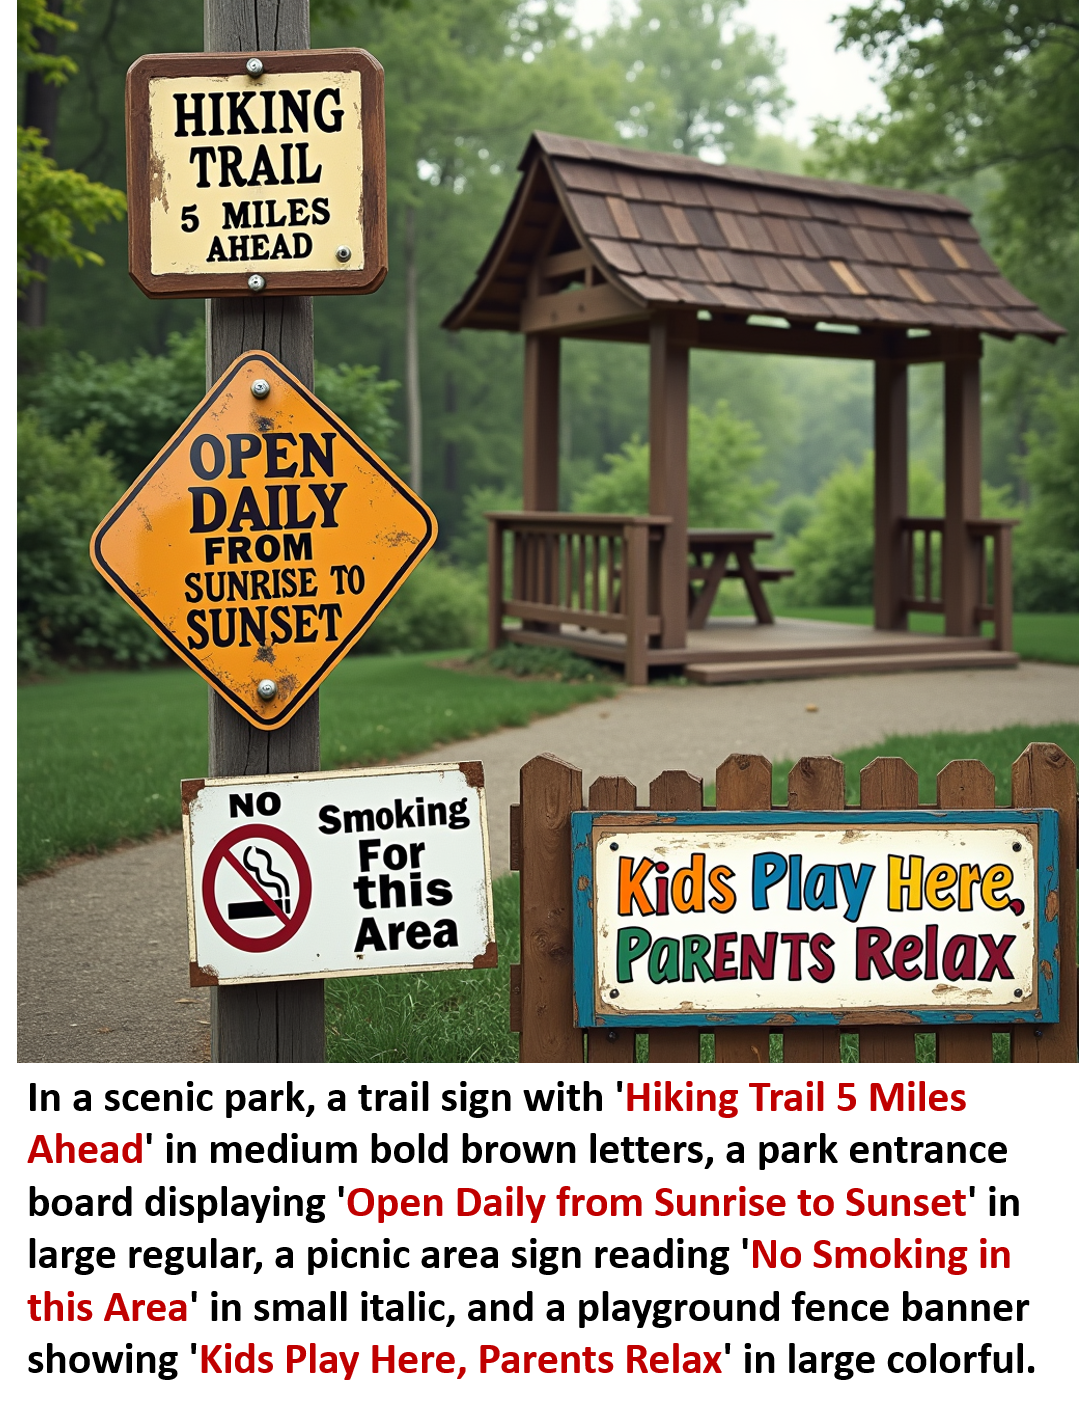 HIKING
TRAIL
5 MILES
AHEAD
OPEN
DAILY
FROM
SUNRISE TO
SUNSET
NO
Smoking
For
this
Area
Kids Play Here,
PaRENTS Relax
In a scenic park, a trail sign with 'Hiking Trail 5 Miles
Ahead' in medium bold brown letters, a park entrance
board displaying 'Open Daily from Sunrise to Sunset' in
large regular, a picnic area sign reading 'No Smoking in
this Area' in small italic, and a playground fence banner
showing 'Kids Play Here, Parents Relax' in large colorful.